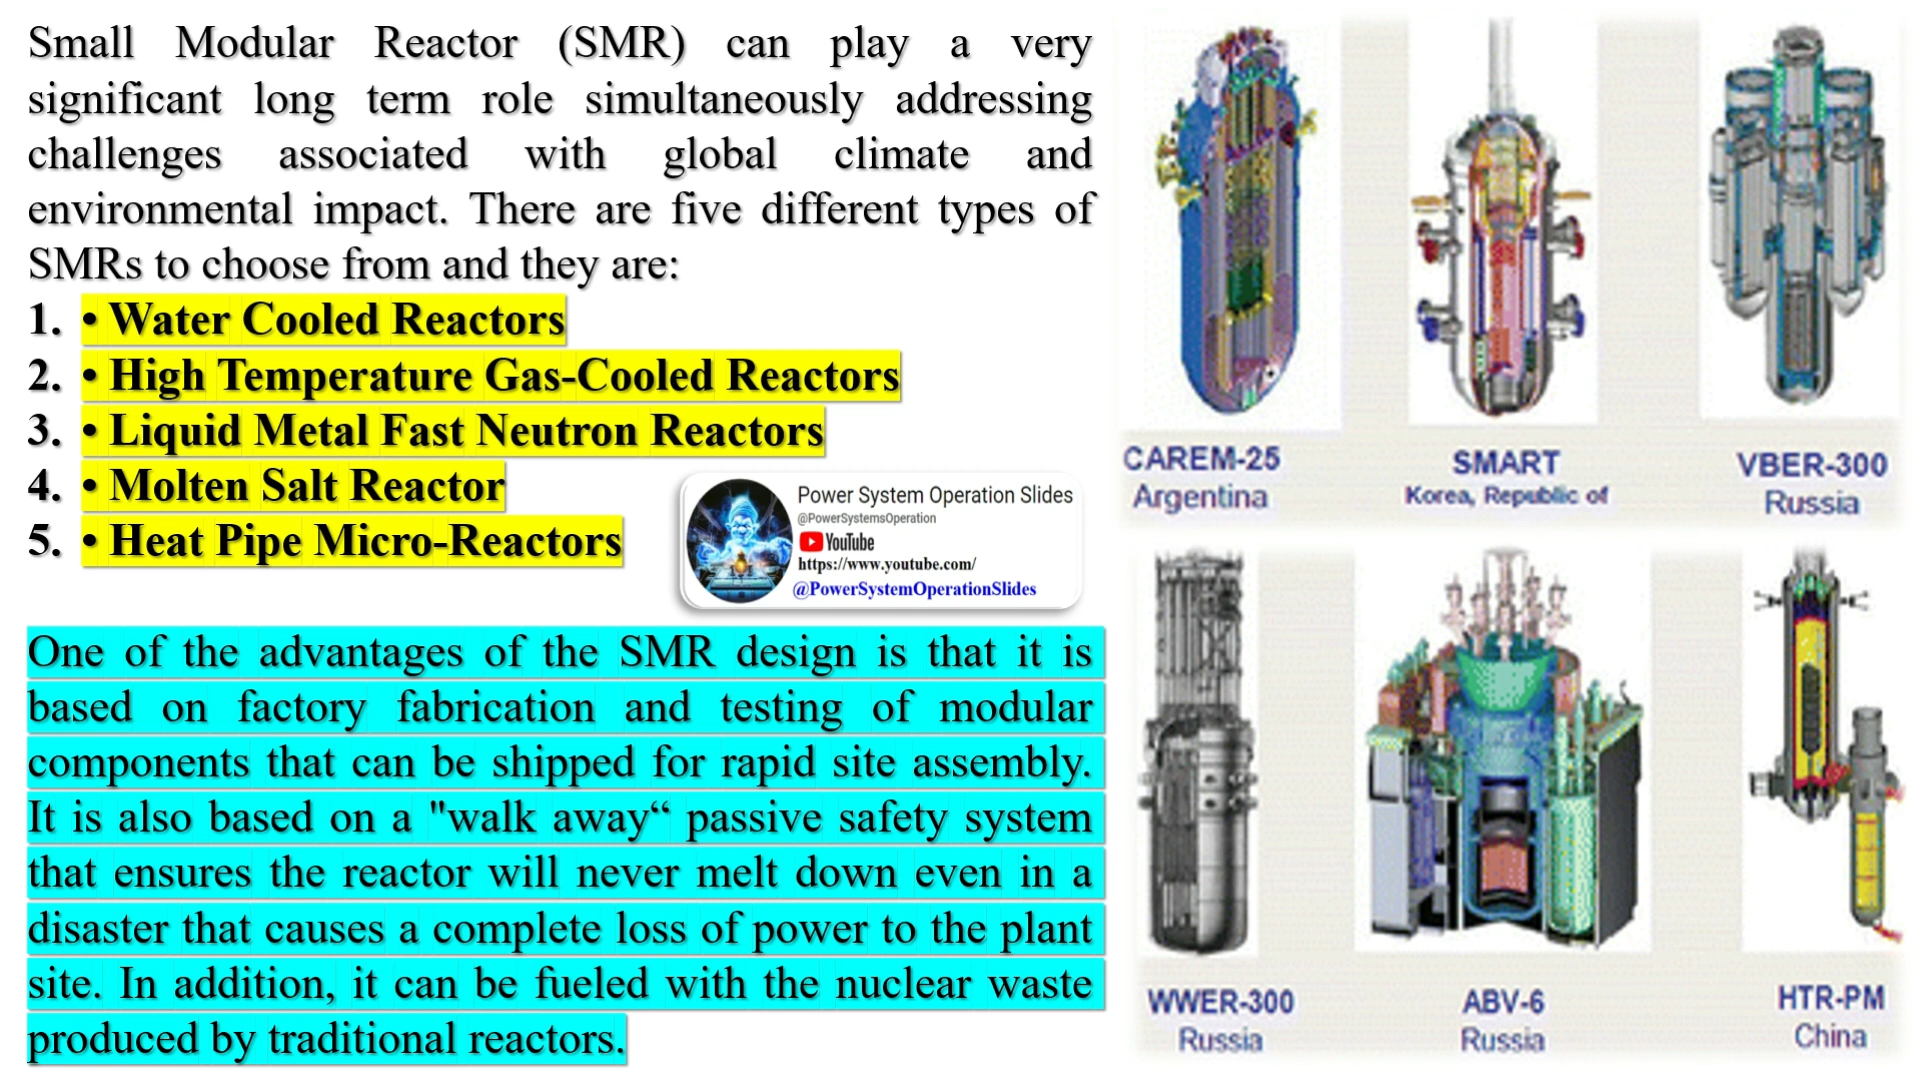 Small Modular Reactor (SMR) can play a very
significant long term role simultaneously addressing
challenges associated with global climate and
environmental impact. There are five different types of
SMRs to choose from and they are:
1. • Water Cooled Reactors
2. • High Temperature Gas-Cooled Reactors
3. • Liquid Metal Fast Neutron Reactors
4. • Molten Salt Reactor
5. • Heat Pipe Micro-Reactors
Power System Operation Slides
@PowerSystemsOperation
YouTube
https://www.youtube.com/
@PowerSystemOperationSlides
One of the advantages of the SMR design is that it is
based on factory fabrication and testing of modular
components that can be shipped for rapid site assembly.
It is also based on a "walk away“ passive safety system
that ensures the reactor will never melt down even in a
disaster that causes a complete loss of power to the plant
site. In addition, it can be fueled with the nuclear waste
produced by traditional reactors.
CAREM-25
Argentina
SMART
Korea, Republic of
VBER-300
Russia
WWER-300
Russia
ABV-6
Russia
HTR-PM
China